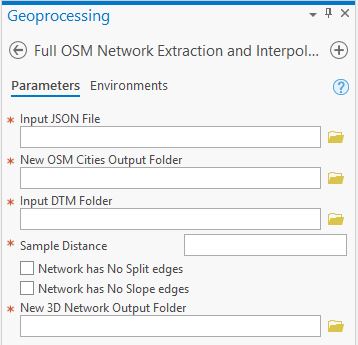 Geoprocessing
Full OSM Network Extraction and Interpol...
Parameters Environments
* Input JSON File
* New OSM Cities Output Folder
* Input DTM Folder
* Sample Distance
Network has No Split edges
Network has No Slope edges
* New 3D Network Output Folder